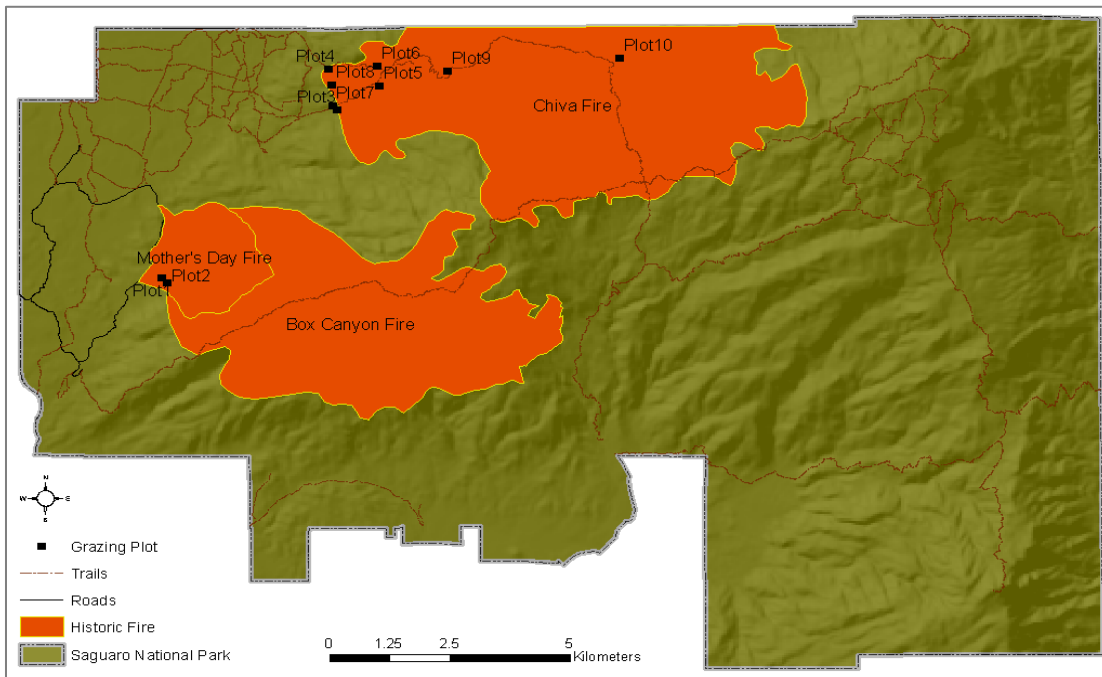 Plot4
Plot6
Plot10
Plot8
Plot5
Plot9
Plot3
Plot7
Chiva Fire
Mother's Day Fire
Plot1
Plot2
Box Canyon Fire
N
W
E
S
Grazing Plot
Trails
Roads
Historic Fire
Saguaro National Park
0
1.25
2.5
5
Kilometers